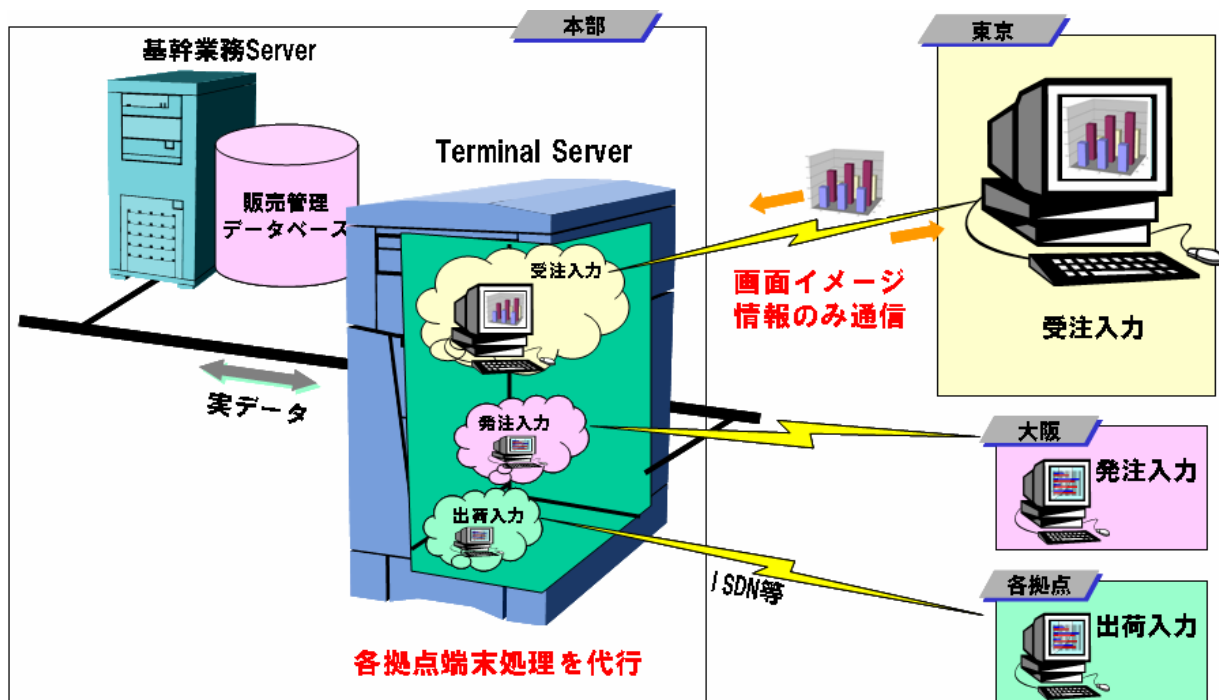 本部
基幹業務Server
販売管理
データベース
Terminal Server
受注入力
発注入力
出荷入力
実データ
各拠点端末処理を代行
画面イメージ
情報のみ通信
ISDN等
東京
受注入力
大阪
発注入力
各拠点
出荷入力